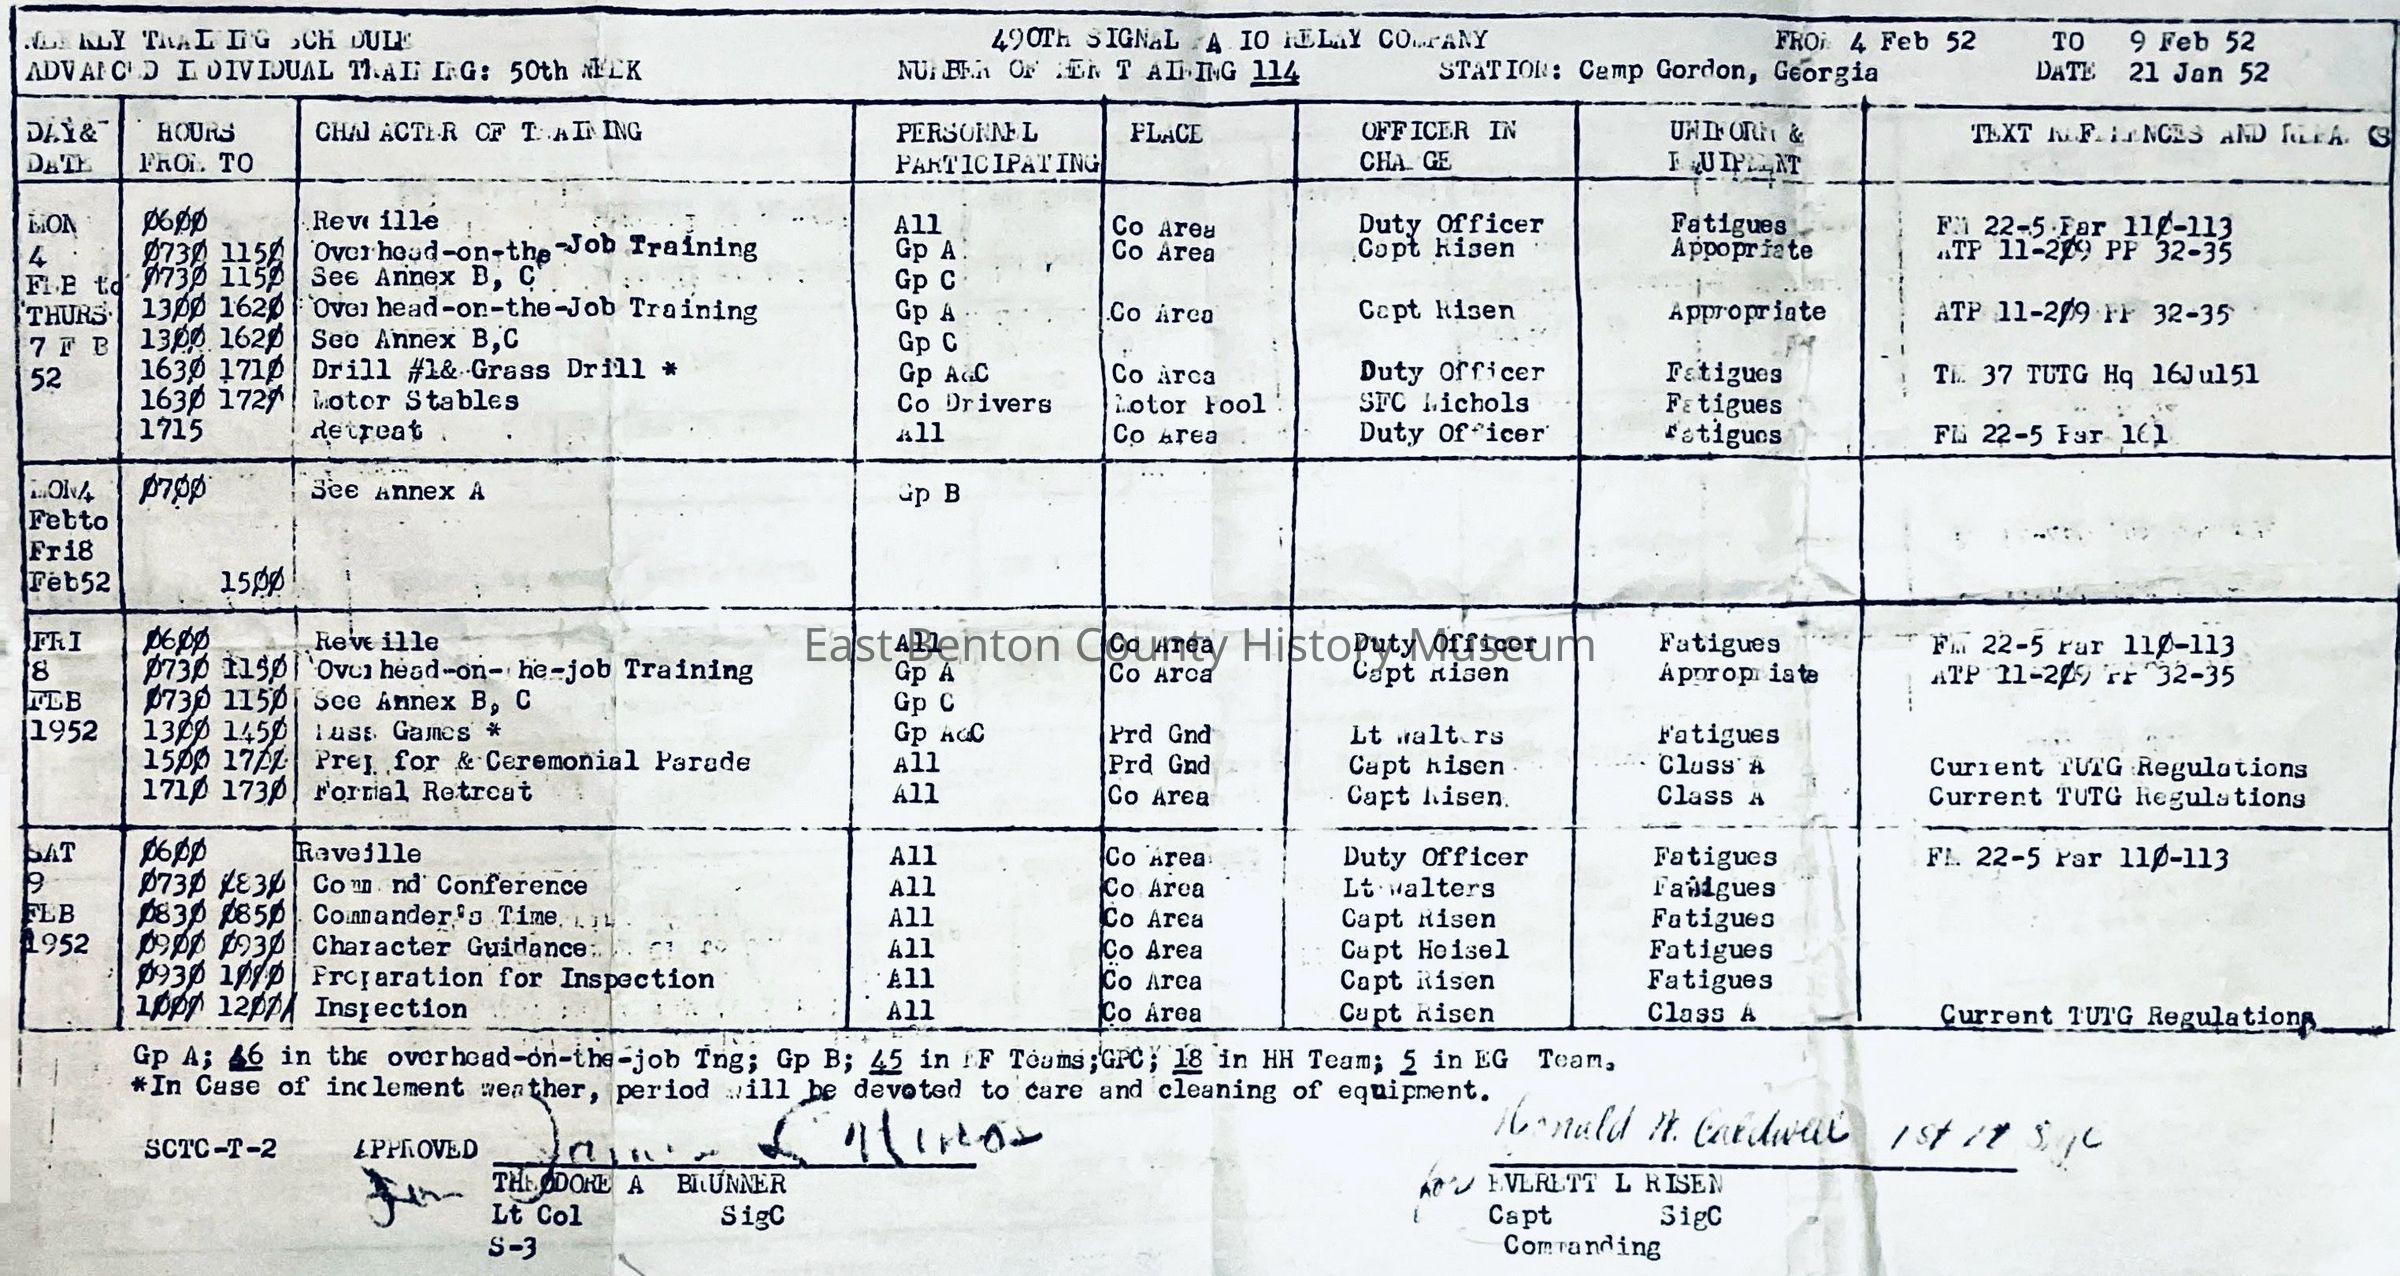 WEEKLY TRAINING SCHEDULE 490TH SIGNAL RADIO RELAY COMPANY FROM 4 Feb 52 TO 9 Feb 52
ADVANCED INDIVIDUAL TRAINING: 50th WEEK NUMBER OF MEN TRAINING 114 STATION: Camp Gordon, Georgia DATE 21 Jan 52
DAY& HOURS CHARACTER OF TRAINING PERSONNEL PLACE OFFICER IN UNIFORM & TEXT REFERENCES AND REMARKS
DATE FROM TO PARTICIPATING CHARGE EQUIPMENT
MON 0600 Reveille All Co Area Duty Officer Fatigues FM 22-5 Par 110-113
4 0730 1150 Overhead-on-the-Job Training Gp A Co Area Capt Risen Appopriate ATP 11-209 PP 32-35
FEB to 0730 1150 See Annex B, C Gp C
THURS 1300 1620 Overhead-on-the-Job Training Gp A Co Area Capt Risen Appropriate ATP 11-209 PP 32-35
7 FEB 1300 1620 See Annex B,C Gp C
52 1630 1710 Drill #1& Grass Drill * Gp A&C Co Area Duty Officer Fatigues TM 37 TUTG Hq 16Jul51
1630 1720 Motor Stables Co Drivers Motor Pool SFC Nichols Fatigues
1715 Retreat All Co Area Duty Officer Fatigues FM 22-5 Par 161
MON4 0700 See Annex A Gp B
Febto
Fri8
Feb52 1500
FRI 0600 Reveille All Co Area Duty Officer Fatigues FM 22-5 Par 110-113
8 0730 1150 Overhead-on-the-job Training Gp A Co Area Capt Risen Appropriate ATP 11-209 PP 32-35
FEB 0730 1150 See Annex B, C Gp C
1952 1300 1450 Mass Games * Gp A&C Prd Gnd Lt Walters Fatigues
1500 1700 Prep for & Ceremonial Parade All Prd Gnd Capt Risen Class A Current TUTG Regulations
1710 1730 Formal Retreat All Co Area Capt Risen Class A Current TUTG Regulations
SAT 0600 Reveille All Co Area Duty Officer Fatigues FM 22-5 Par 110-113
9 0730 0830 Command Conference All Co Area Lt Walters Fatigues
FEB 0830 0850 Commander's Time All Co Area Capt Risen Fatigues
1952 0900 0930 Character Guidance All Co Area Capt Heisel Fatigues
0930 1000 Preparation for Inspection All Co Area Capt Risen Fatigues
1000 1200 Inspection All Co Area Capt Risen Class A Current TUTG Regulations
Gp A; 46 in the overhead-on-the-job Tng; Gp B; 45 in Teams;GPC; 18 in HH Team; 5 in EG Team.
*In Case of inclement weather, period will be devoted to care and cleaning of equipment.
Ronald H. Caldwell 1st Lt SigC
SCTC-T-2 APPROVED
for THEODORE A BRUNNER for EVERETT L RISEN
Lt Col SigC Capt SigC
S-3 Commanding
East Benton County History Museum